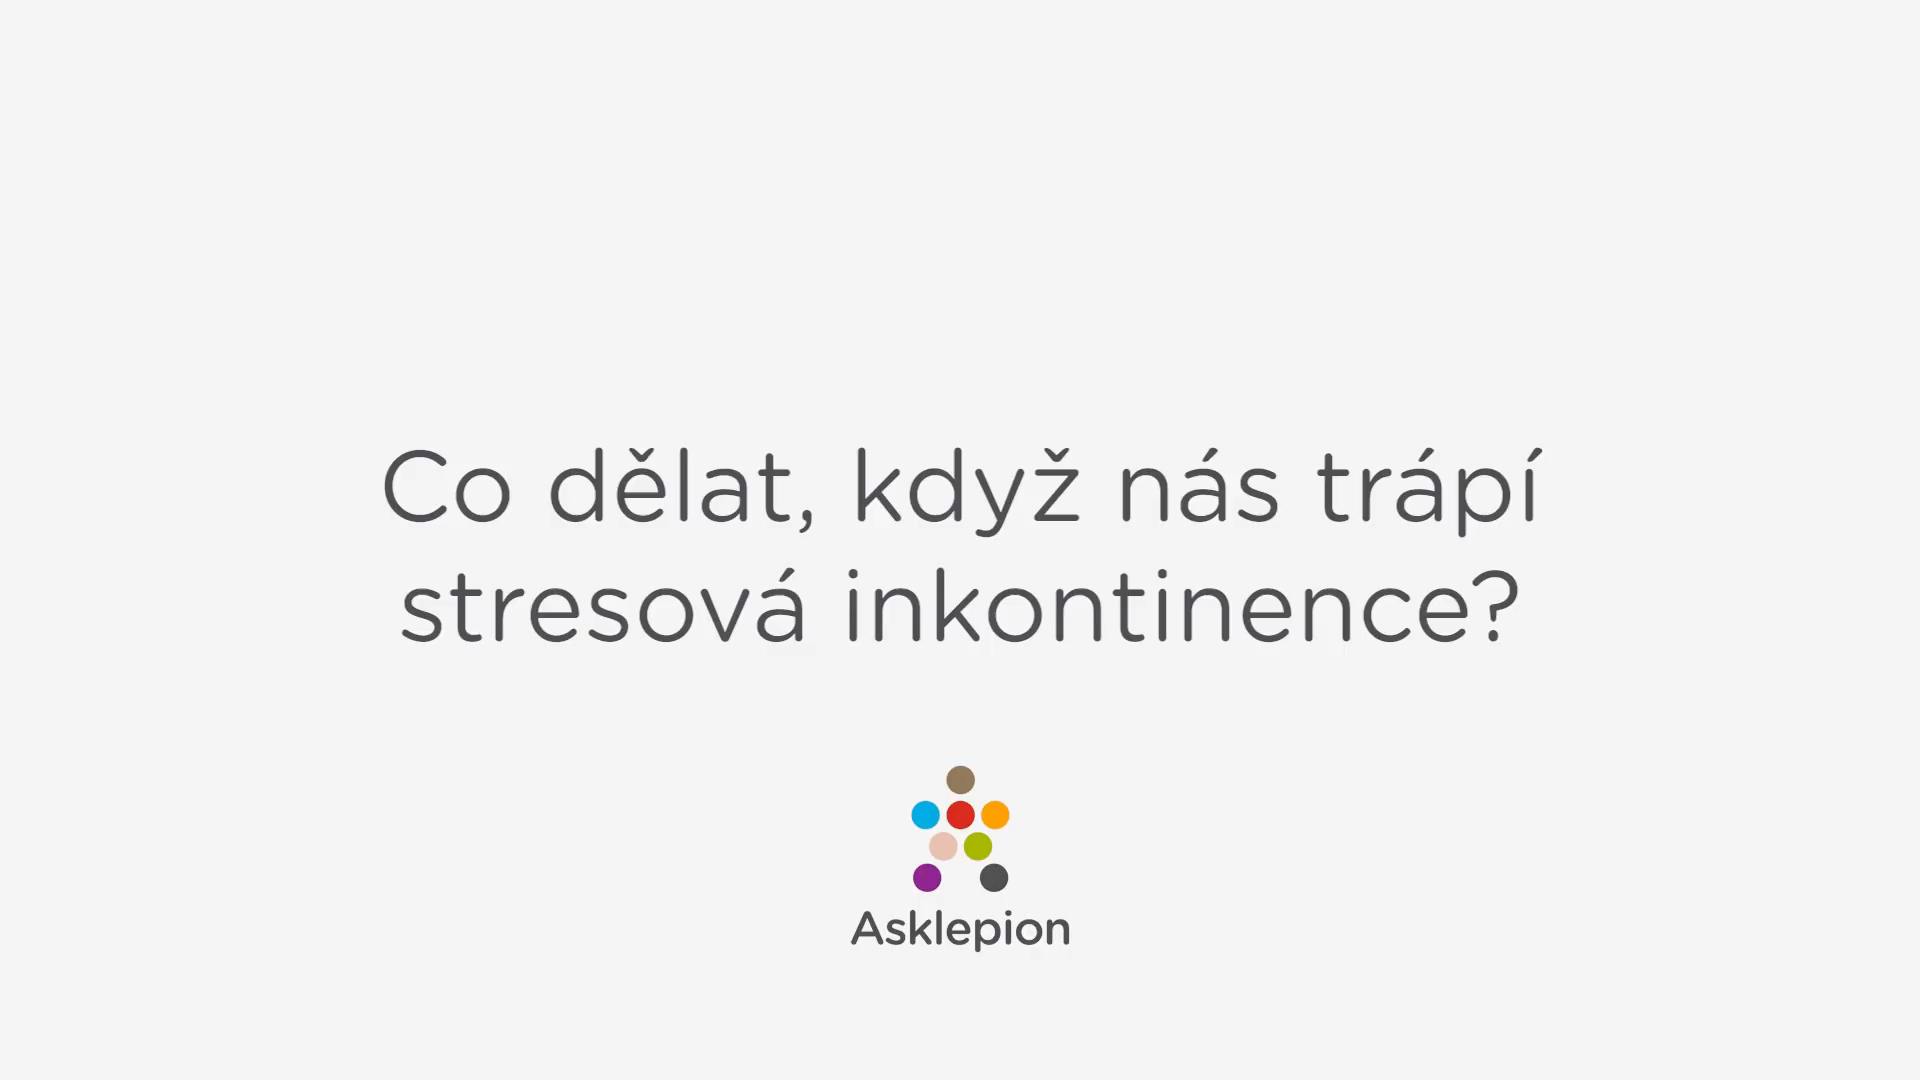 Co dělat, když nás trápí
stresová inkontinence?
Asklepion